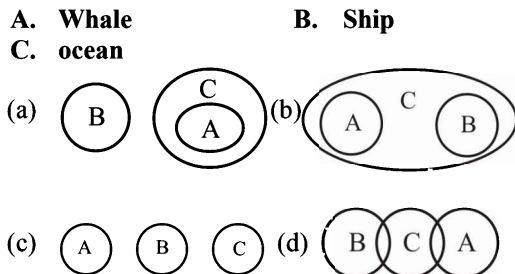 A. Whale B. Ship
C. ocean
(a) B C A (b) A C B
(c) A B C (d) B C A